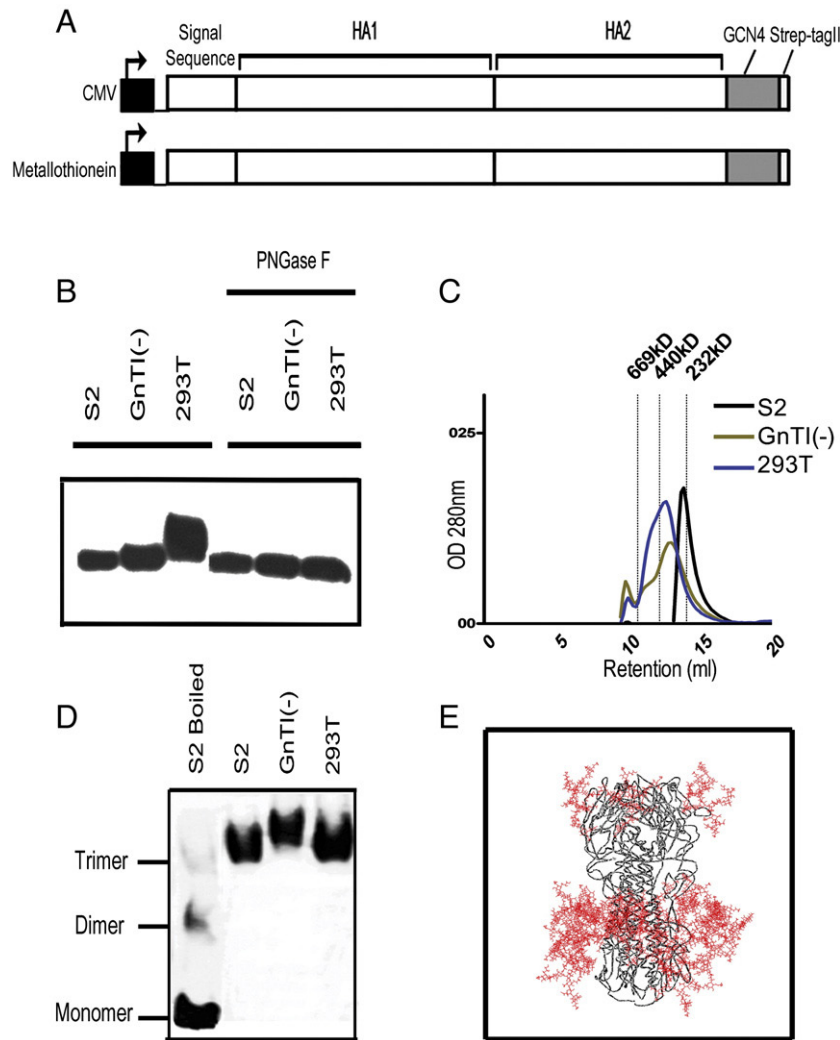 A
Signal
Sequence
HA1
HA2
GCN4 Strep-tagII
CMV
Metallothionein
B
PNGase F
S2
GnTI(-)
293T
S2
GnTI(-)
293T
C
669kD
440kD
232kD
S2
GnTI(-)
293T
025
OD 280nm
00
0
5
10
15
20
Retention (ml)
D
S2 Boiled
S2
GnTI(-)
293T
Trimer
Dimer
Monomer
E